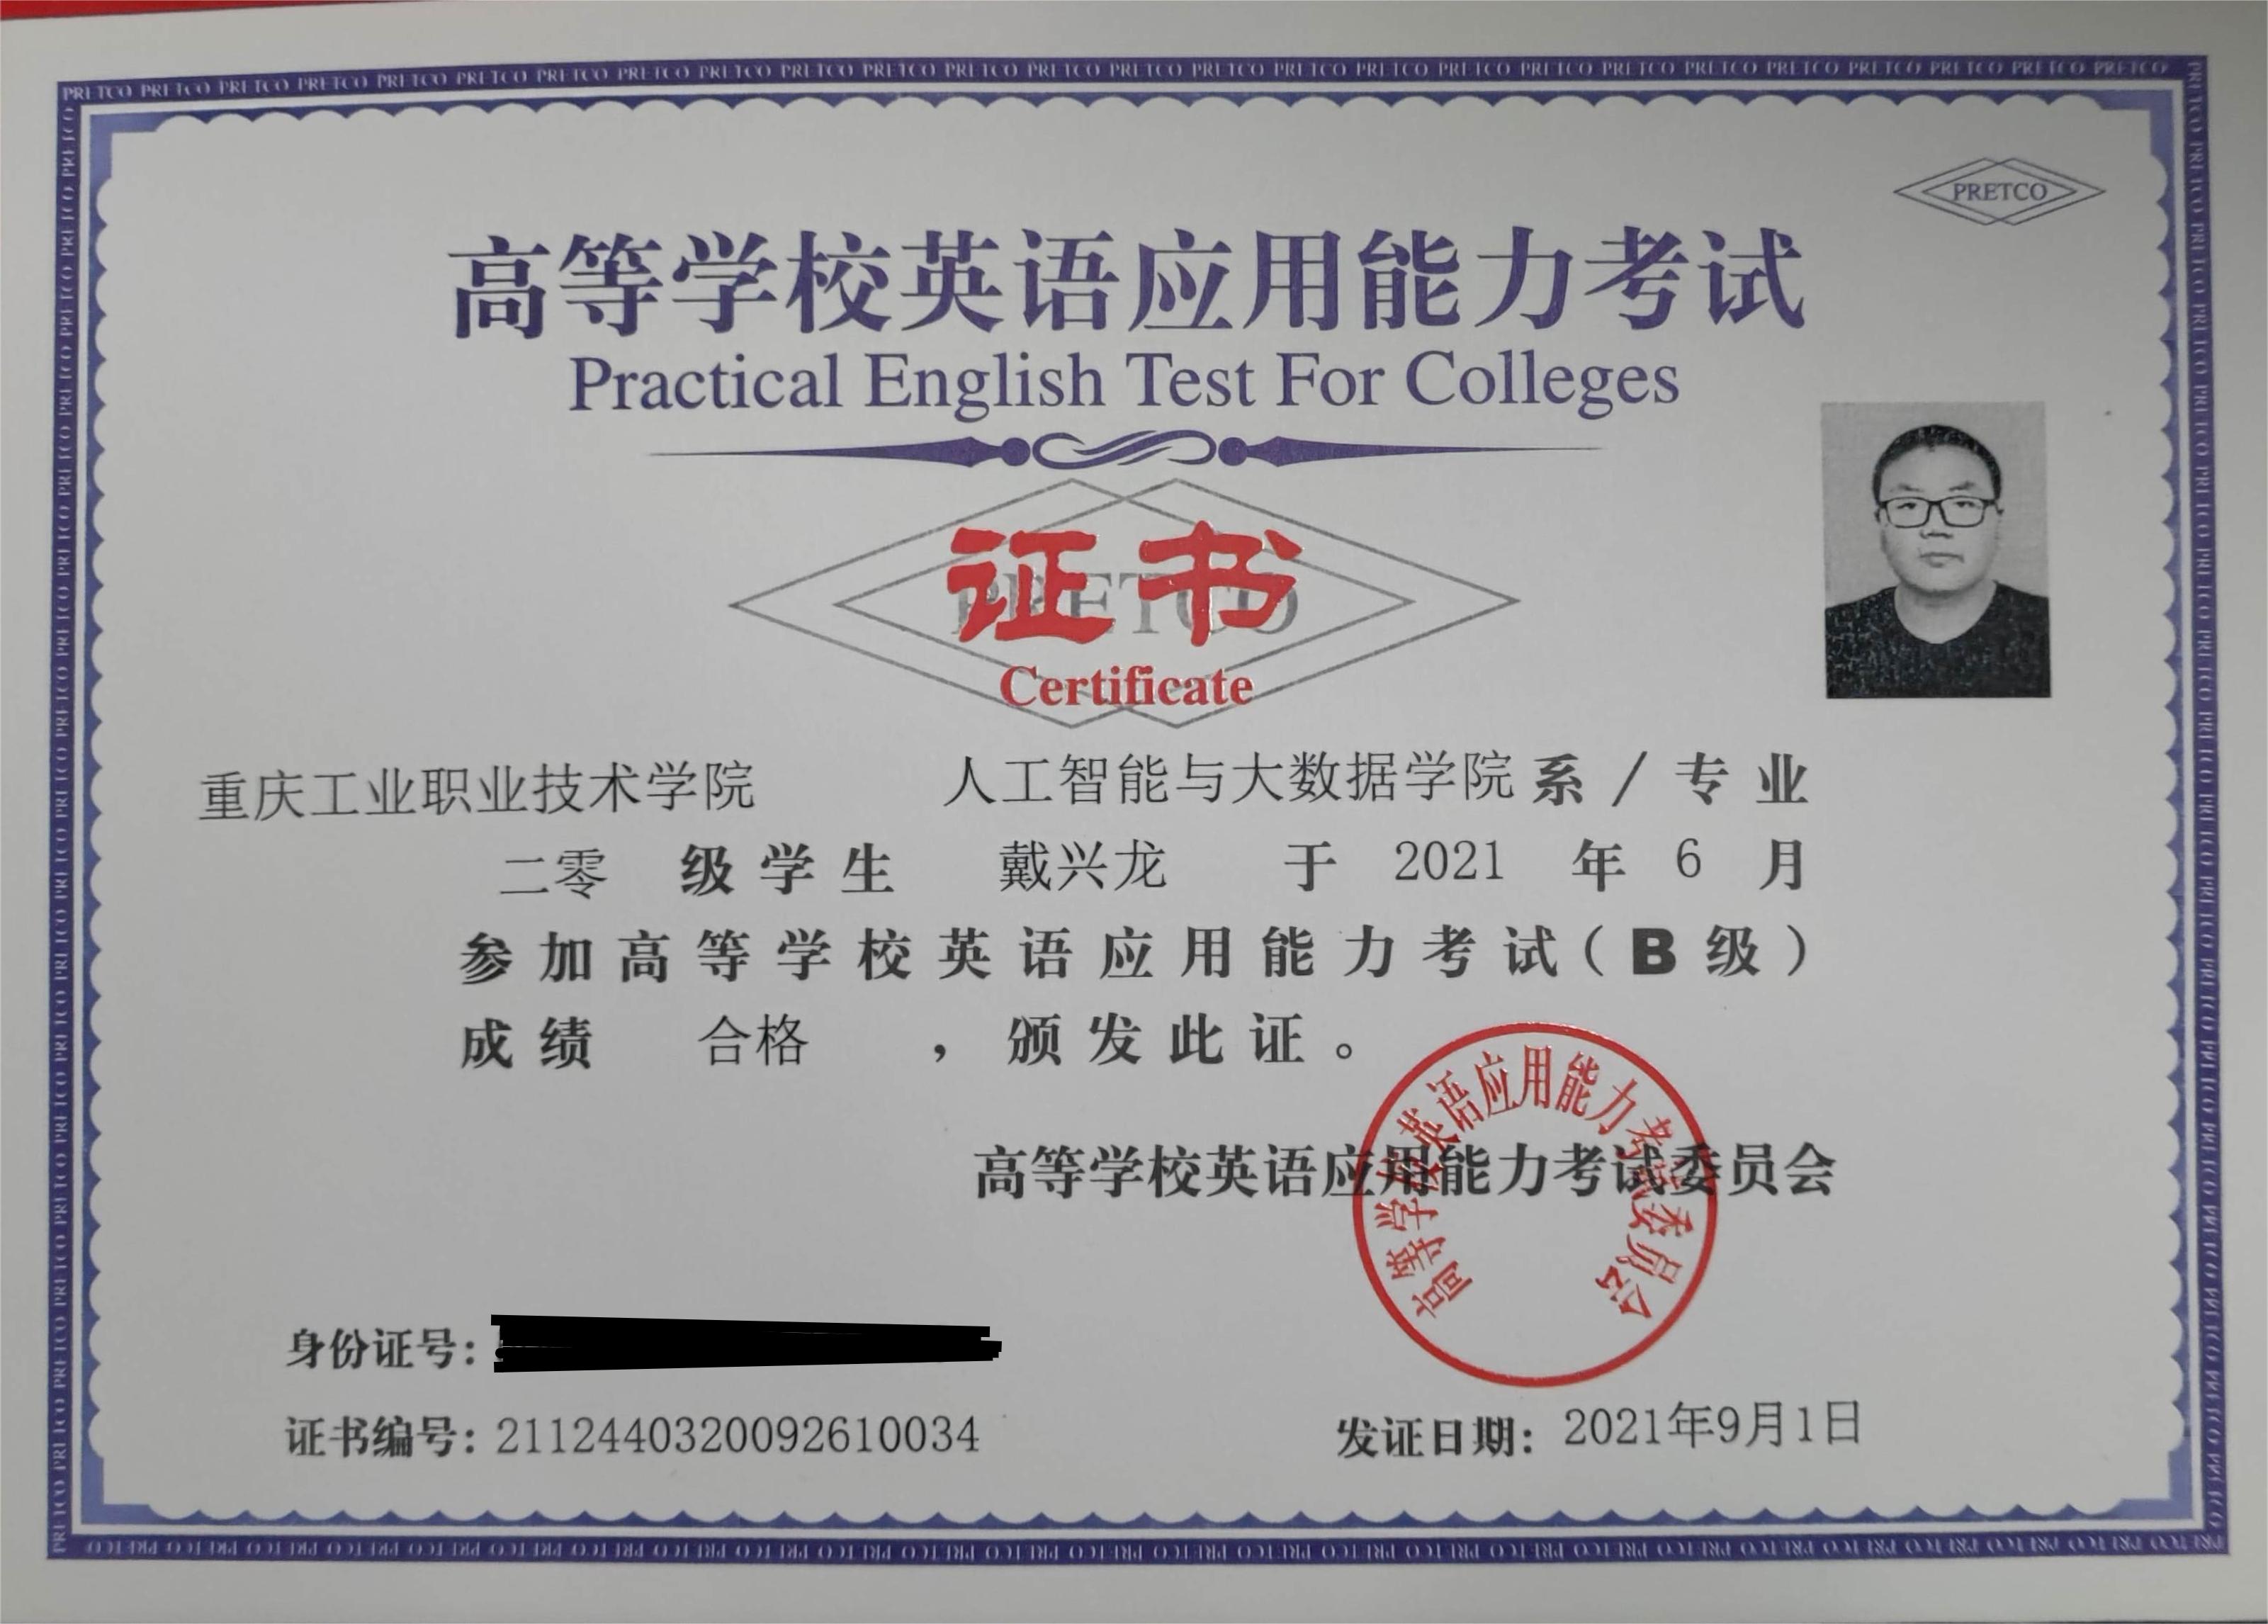 PRETCO PRETCO PRETCO PRETCO PRETCO PRETCO PRETCO PRETCO PRETCO PRETCO PRETCO PRETCO PRETCO PRETCO PRETCO PRETCO PRETCO PRETCO PRETCO PRETCO PRETCO PRETCO PRETCO PRETCO PRETCO PRETCO
PRETCO
高等学校英语应用能力考试
Practical English Test For Colleges
PRETCO
证书
Certificate
重庆工业职业技术学院 人工智能与大数据学院 系/专业
二零 级学生 戴兴龙 于 2021 年 6 月
参加高等学校英语应用能力考试(B级)
成绩 合格 ,颁发此证。
高等学校英语应用能力考试委员会
高等学校英语应用能力考试委员会
身份证号:
证书编号: 211244032009261​0034
发证日期: 2021年9月1日